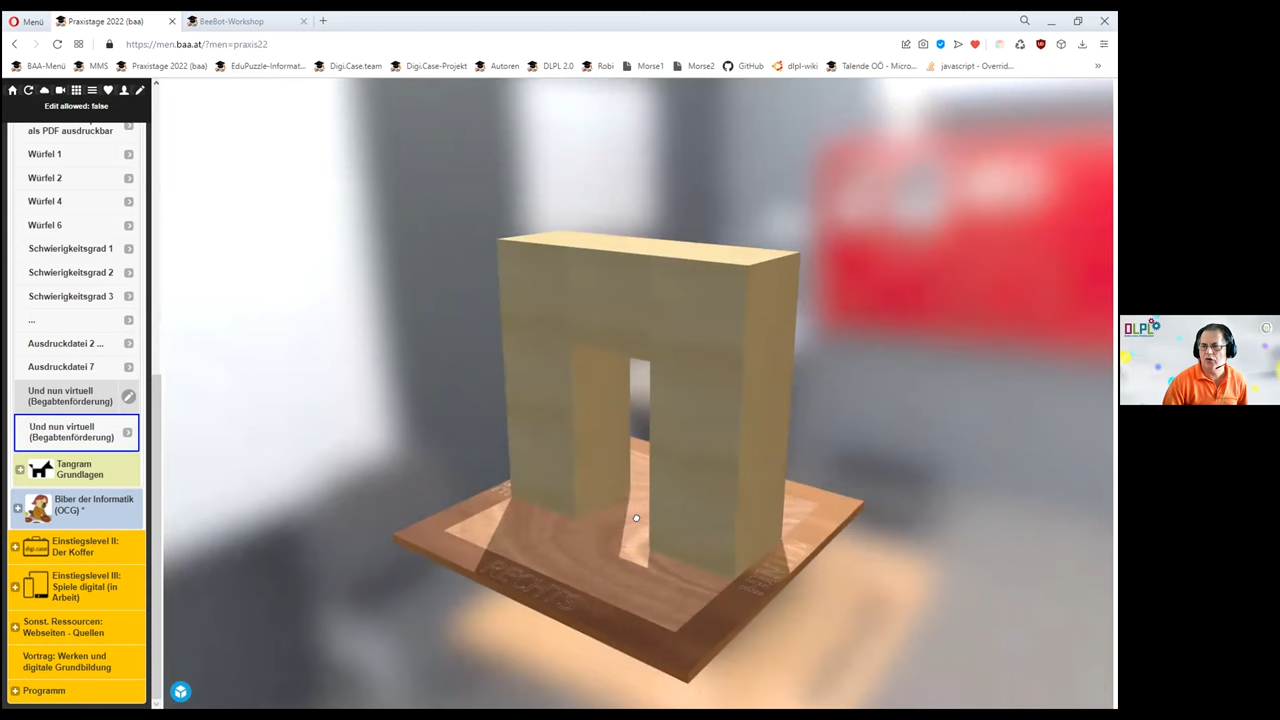 Menü
Praxistage 2022 (baa)
BeeBot-Workshop
https://men.baa.at/?men=praxis22
BAA-Menü
MMS
Praxistage 2022 (baa)
EduPuzzle-Informat...
Digi.Case.team
Digi.Case-Projekt
Autoren
DLPL 2.0
Robi
Morse1
Morse2
GitHub
dlpl-wiki
Talende OÖ - Micro...
javascript - Overrid...
Edit allowed: false
als PDF ausdruckbar
Würfel 1
Würfel 2
Würfel 4
Würfel 6
Schwierigkeitsgrad 1
Schwierigkeitsgrad 2
Schwierigkeitsgrad 3
...
Ausdruckdatei 2 ...
Ausdruckdatei 7
Und nun virtuell
(Begabtenförderung)
Und nun virtuell
(Begabtenförderung)
Tangram
Grundlagen
Biber der Informatik
(OCG) *
Einstiegslevel II:
Der Koffer
digi.case
Einstiegslevel III:
Spiele digital (in
Arbeit)
Sonst. Ressourcen:
Webseiten - Quellen
Vortrag: Werken und
digitale Grundbildung
Programm
RECHTS
DLPL